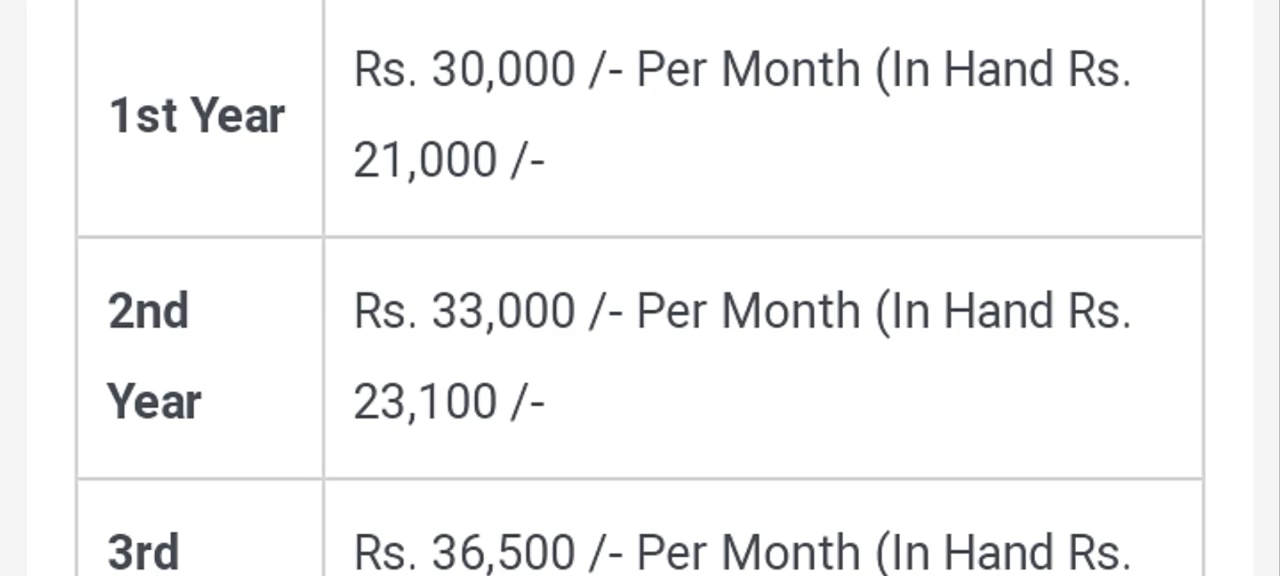 1st Year
Rs. 30,000 /- Per Month (In Hand Rs.
21,000 /-
2nd
Year
Rs. 33,000 /- Per Month (In Hand Rs.
23,100 /-
3rd
Rs. 36,500 /- Per Month (In Hand Rs.